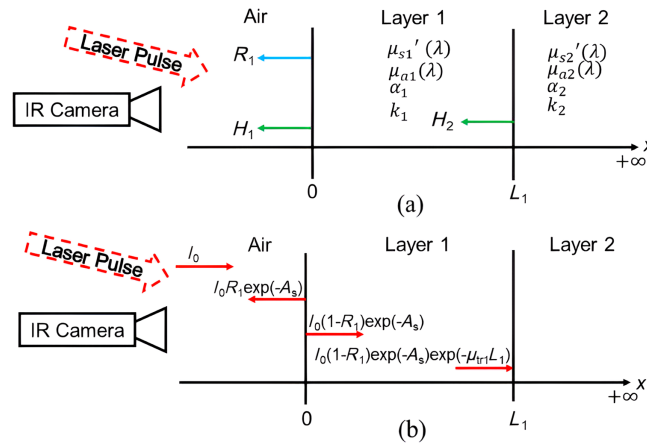 Air Layer 1 Layer 2
Laser Pulse
R₁
μₛ₁′(λ)
μₐ₁(λ)
α₁
k₁
μₛ₂′(λ)
μₐ₂(λ)
α₂
k₂
IR Camera
H₁
H₂
x
+∞
0
L₁
(a)
Laser Pulse
I₀
Air Layer 1 Layer 2
I₀R₁exp(-Aₛ)
IR Camera
I₀(1-R₁)exp(-Aₛ)
I₀(1-R₁)exp(-Aₛ)exp(-μₜᵣ₁L₁)
x
+∞
0
L₁
(b)